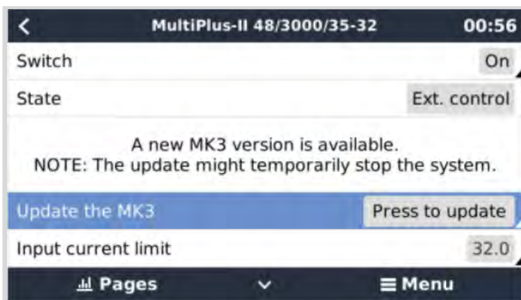 MultiPlus-II 48/3000/35-32 00:56
Switch On
State Ext. control
A new MK3 version is available.
NOTE: The update might temporarily stop the system.
Update the MK3 Press to update
Input current limit 32.0
Pages Menu